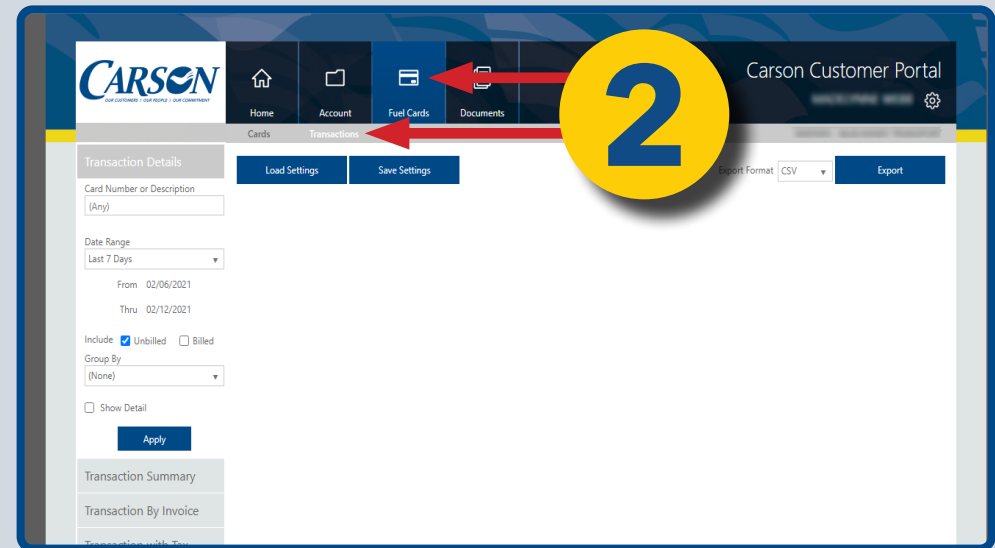 CARSON
OUR CUSTOMERS | OUR PEOPLE | OUR COMMITMENT
Home
Account
Fuel Cards
Documents
2
Carson Customer Portal
Cards
Transactions
Transaction Details
Card Number or Description
(Any)
Date Range
Last 7 Days
From 02/06/2021
Thru 02/12/2021
Include Unbilled Billed
Group By
(None)
Show Detail
Apply
Transaction Summary
Transaction By Invoice
Transaction with Tax
Load Settings
Save Settings
Export Format CSV
Export